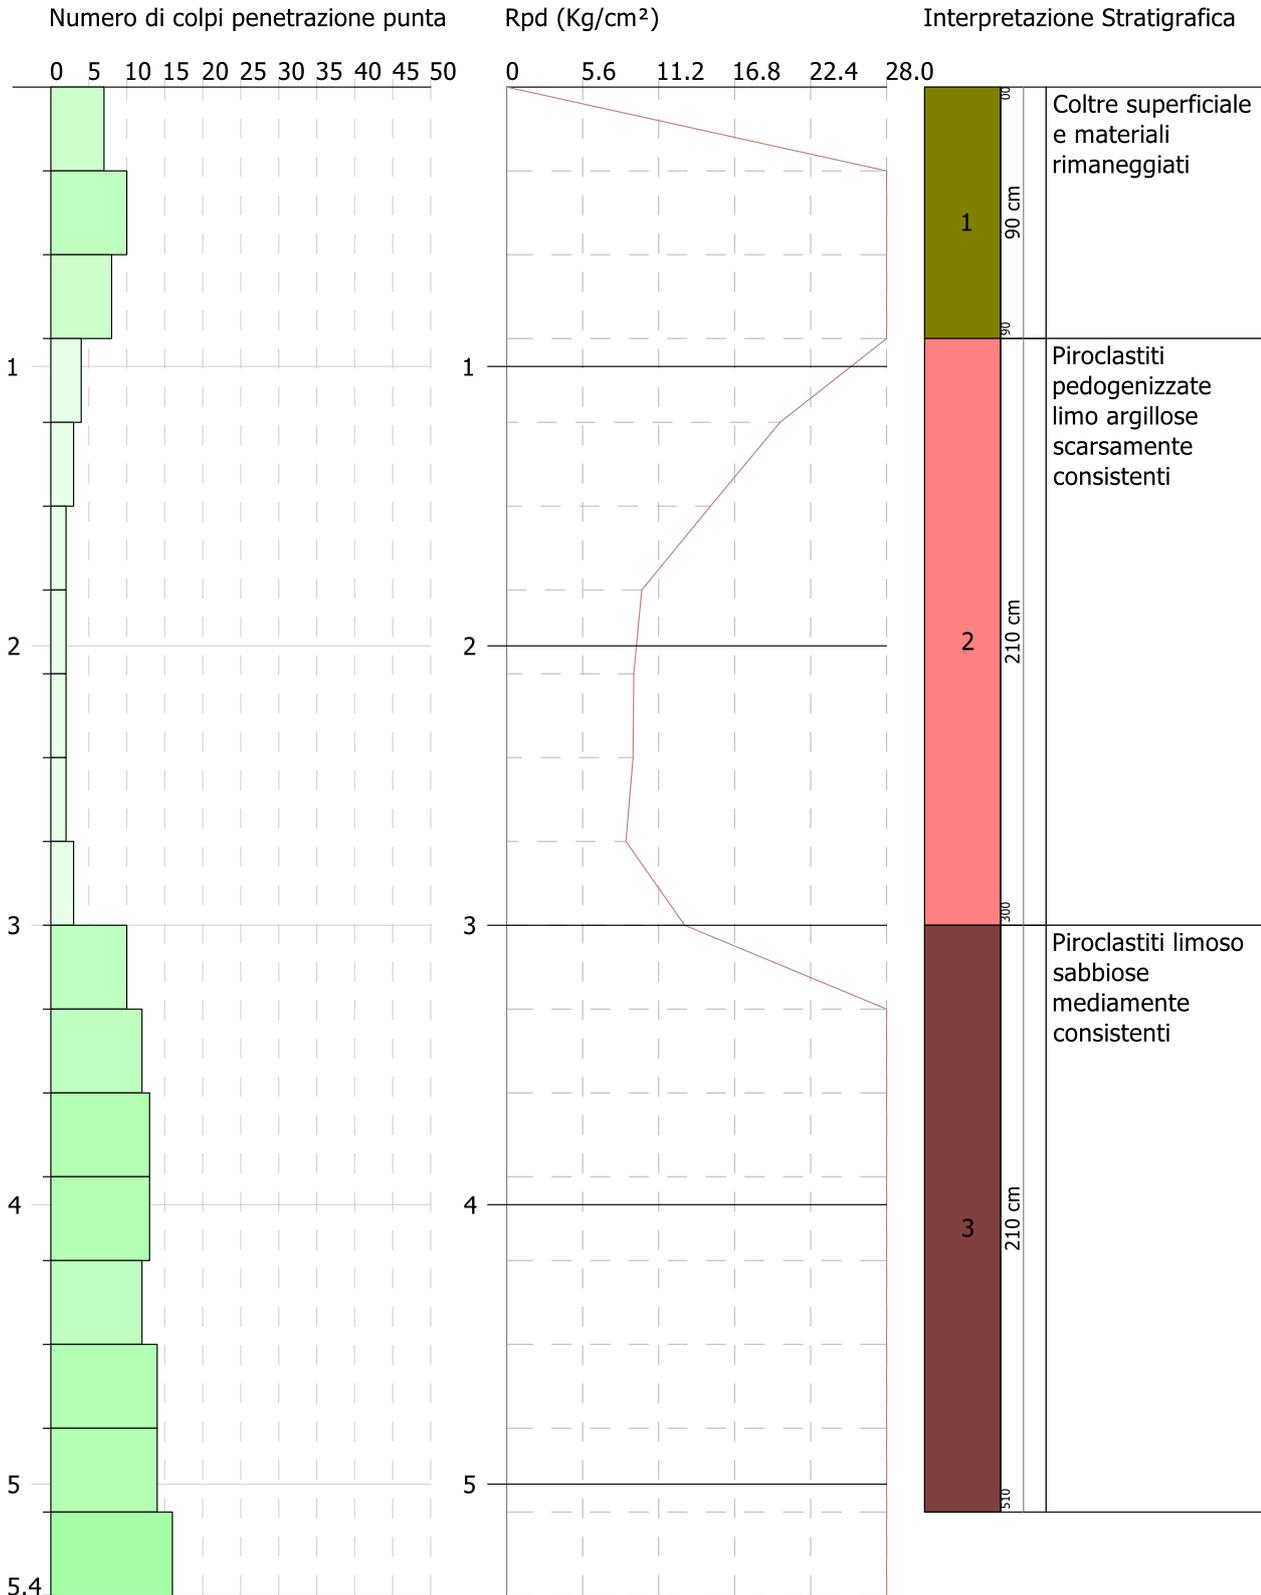 Numero di colpi penetrazione punta
Rpd (Kg/cm²)
Interpretazione Stratigrafica
0 5 10 15 20 25 30 35 40 45 50
0 5.6 11.2 16.8 22.4 28.0
1
2
3
4
5
5.4
1
2
3
4
5
1
00
90 cm
90
Coltre superficiale
e materiali
rimaneggiati
2
210 cm
300
Piroclastiti
pedogenizzate
limo argillose
scarsamente
consistenti
3
210 cm
510
Piroclastiti limoso
sabbiose
mediamente
consistenti